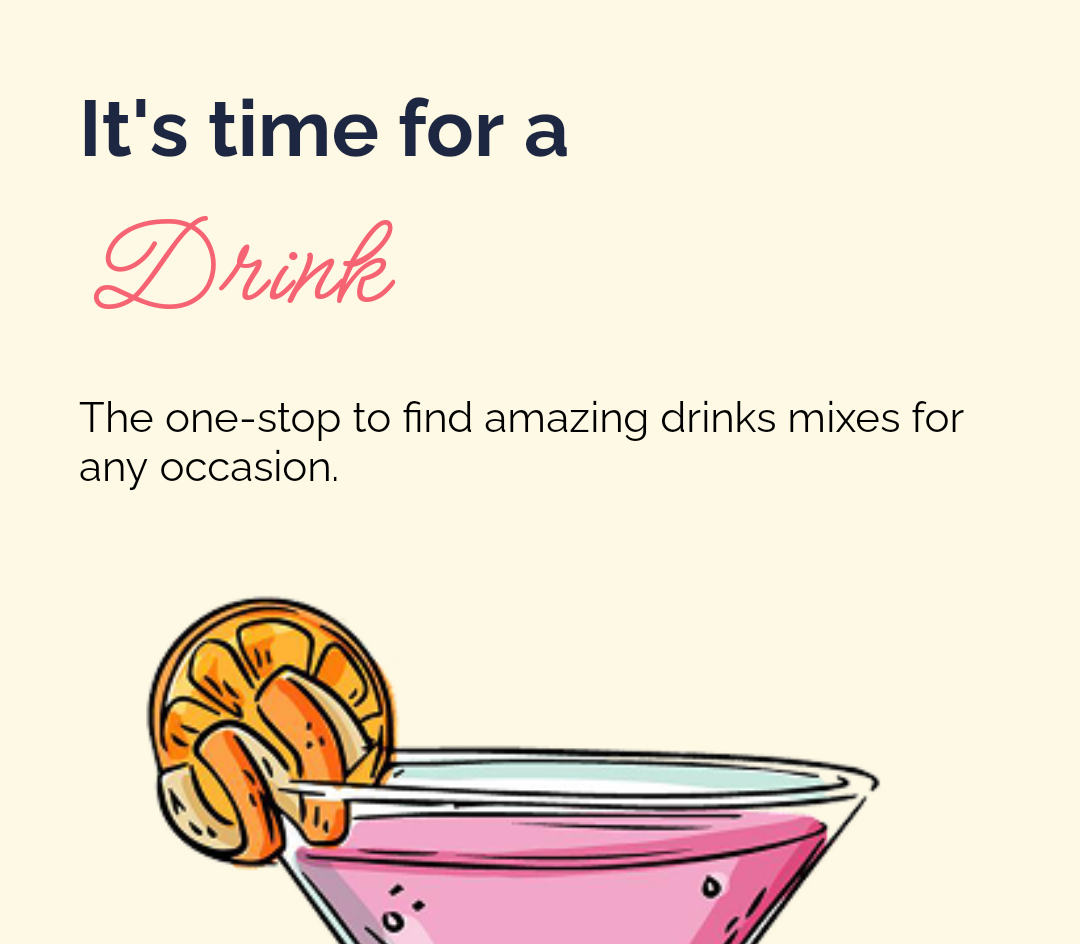 It's time for a
Drink
The one-stop to find amazing drinks mixes for
any occasion.